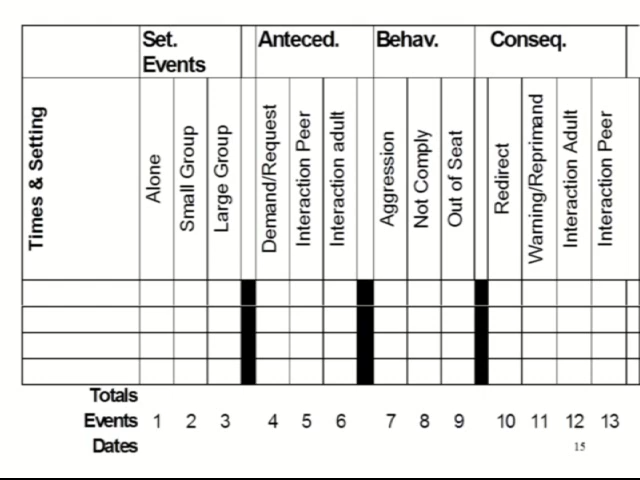 Set. Events
Anteced.
Behav.
Conseq.
Times & Setting
Alone
Small Group
Large Group
Demand/Request
Interaction Peer
Interaction adult
Aggression
Not Comply
Out of Seat
Redirect
Warning/Reprimand
Interaction Adult
Interaction Peer
Totals
Events 1 2 3 4 5 6 7 8 9 10 11 12 13
Dates
15